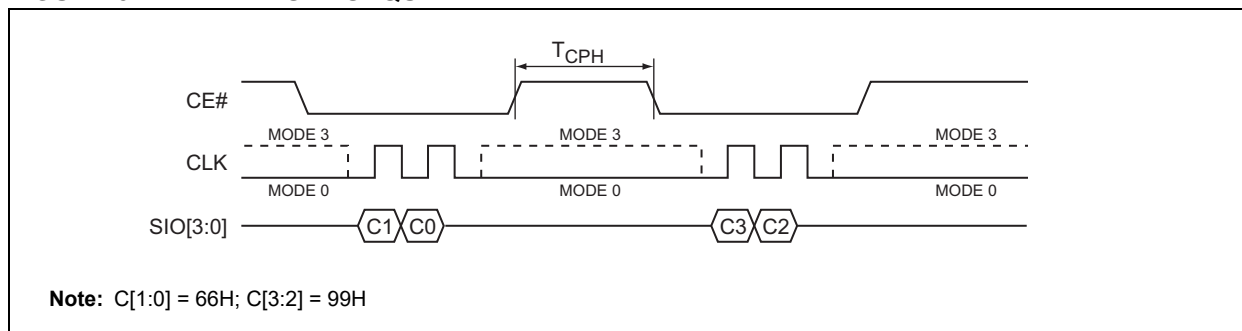 TCPH
CE#
MODE 3 MODE 3 MODE 3
CLK
MODE 0 MODE 0 MODE 0
SIO[3:0] C1 C0 C3 C2
Note: C[1:0] = 66H; C[3:2] = 99H